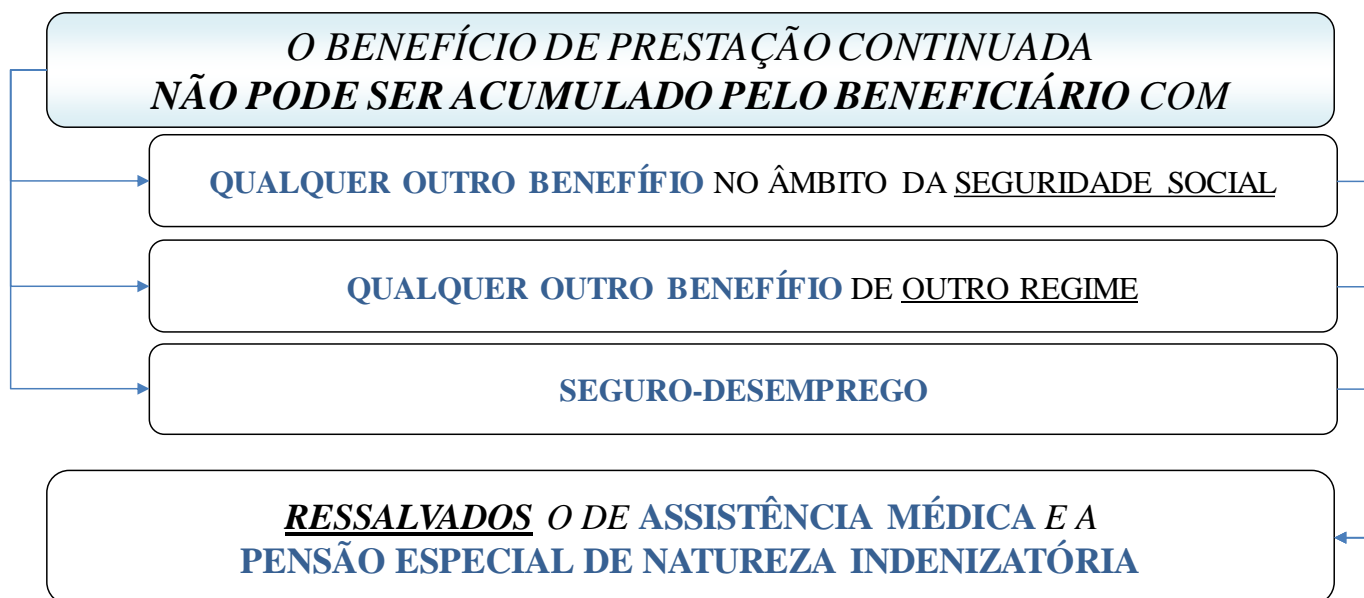 O BENEFÍCIO DE PRESTAÇÃO CONTINUADA
NÃO PODE SER ACUMULADO PELO BENEFICIÁRIO COM
QUALQUER OUTRO BENEFÍFIO NO ÂMBITO DA SEGURIDADE SOCIAL
QUALQUER OUTRO BENEFÍFIO DE OUTRO REGIME
SEGURO-DESEMPREGO
RESSALVADOS O DE ASSISTÊNCIA MÉDICA E A
PENSÃO ESPECIAL DE NATUREZA INDENIZATÓRIA